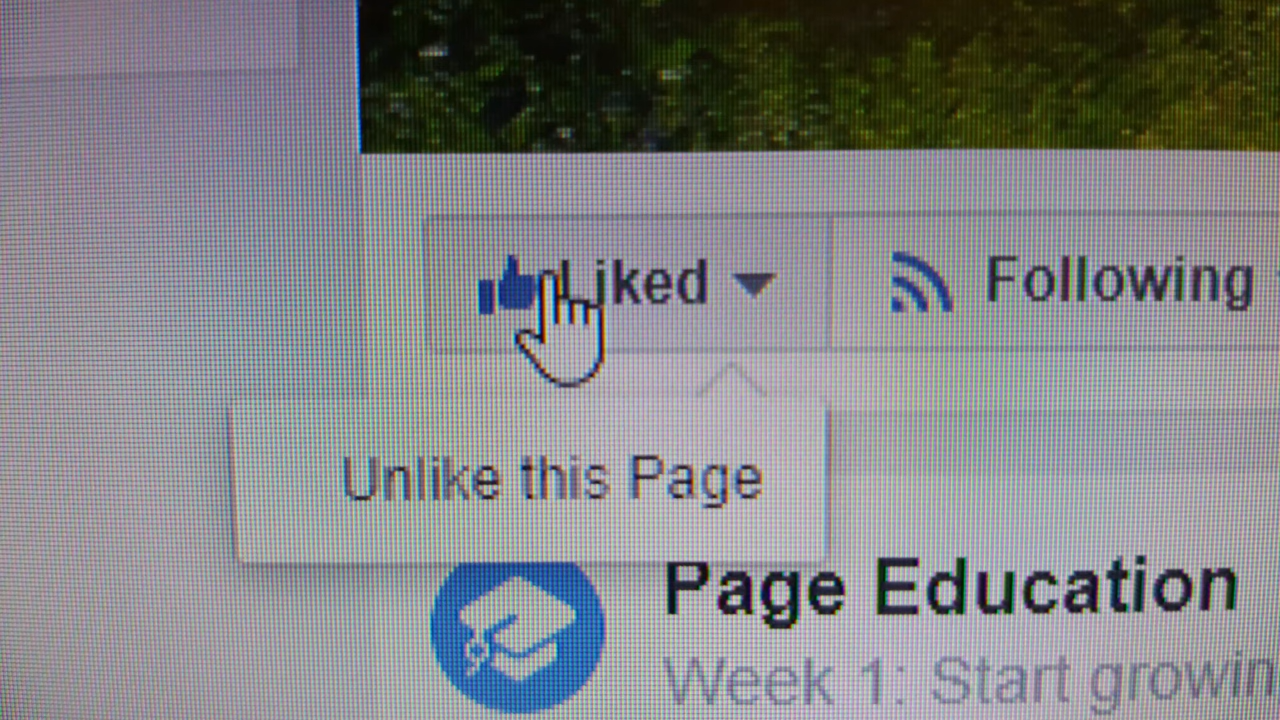 Liked Following
Unlike this Page
Page Education
Week 1: Start growin